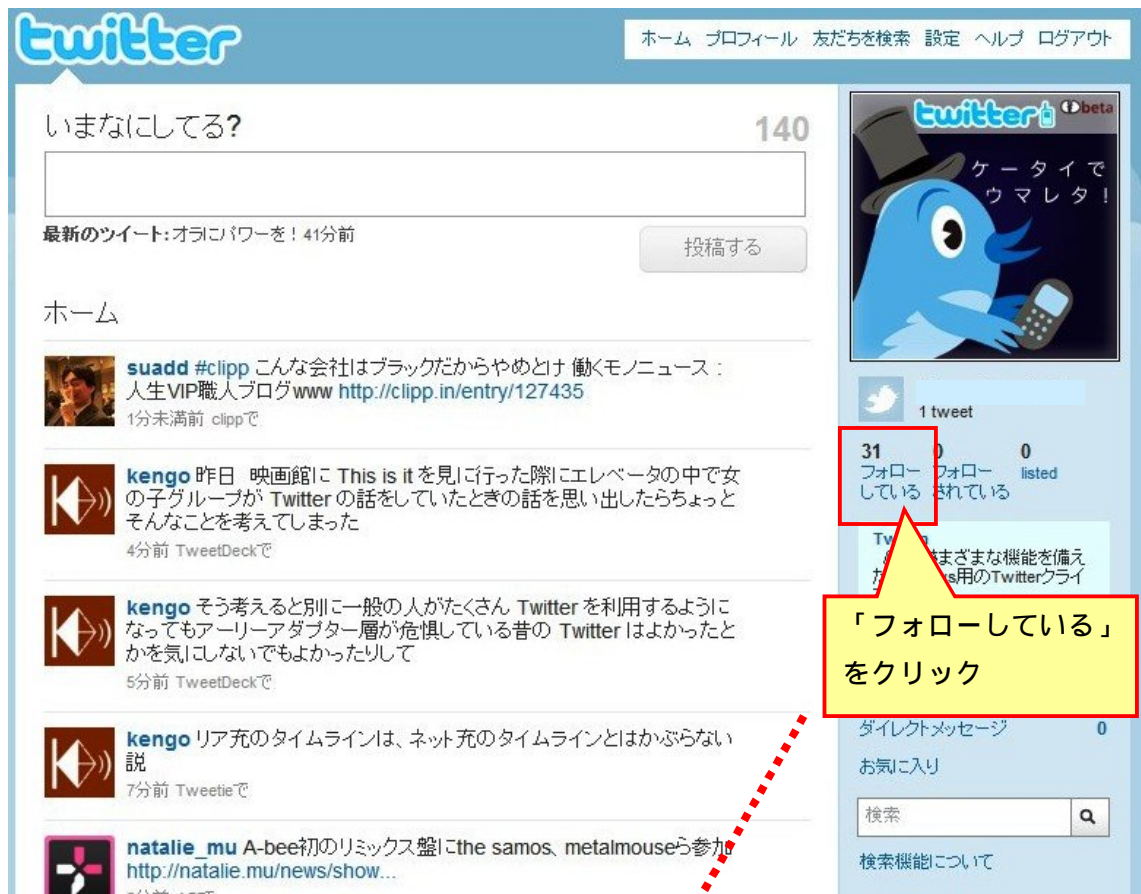 twitter
ホーム プロフィール 友だちを検索 設定 ヘルプ ログアウト
いまなにしてる?
140
最新のツイート:オラにパワーを！41分前
投稿する
ホーム
suadd #clipp こんな会社はブラックだからやめとけ 働くモノニュース：
人生VIP職人ブログwww http://clipp.in/entry/127435
1分未満前 clippで
kengo 昨日 映画館に This is it を見に行った際にエレベータの中で女
の子グループが Twitter の話をしていたときの話を思い出したらちょっと
そんなことを考えてしまった
4分前 TweetDeckで
kengo そう考えると別に一般の人がたくさん Twitter を利用するように
なってもアーリーアダプター層が危惧している昔の Twitter はよかったと
かを気にしないでもよかったりして
5分前 TweetDeckで
kengo リア充のタイムラインは、ネット充のタイムラインとはかぶらない
説
7分前 Tweetieで
natalie_mu A-bee初のリミックス盤にthe samos、metalmouseら参加
http://natalie.mu/news/show...
twitter beta
ケータイで
ウマレタ！
1 tweet
31 0 0
フォロー フォロー listed
している されている
まざまな機能を備え
用のTwitterクライ
「フォローしている」
をクリック
ダイレクトメッセージ 0
お気に入り
検索
検索機能について